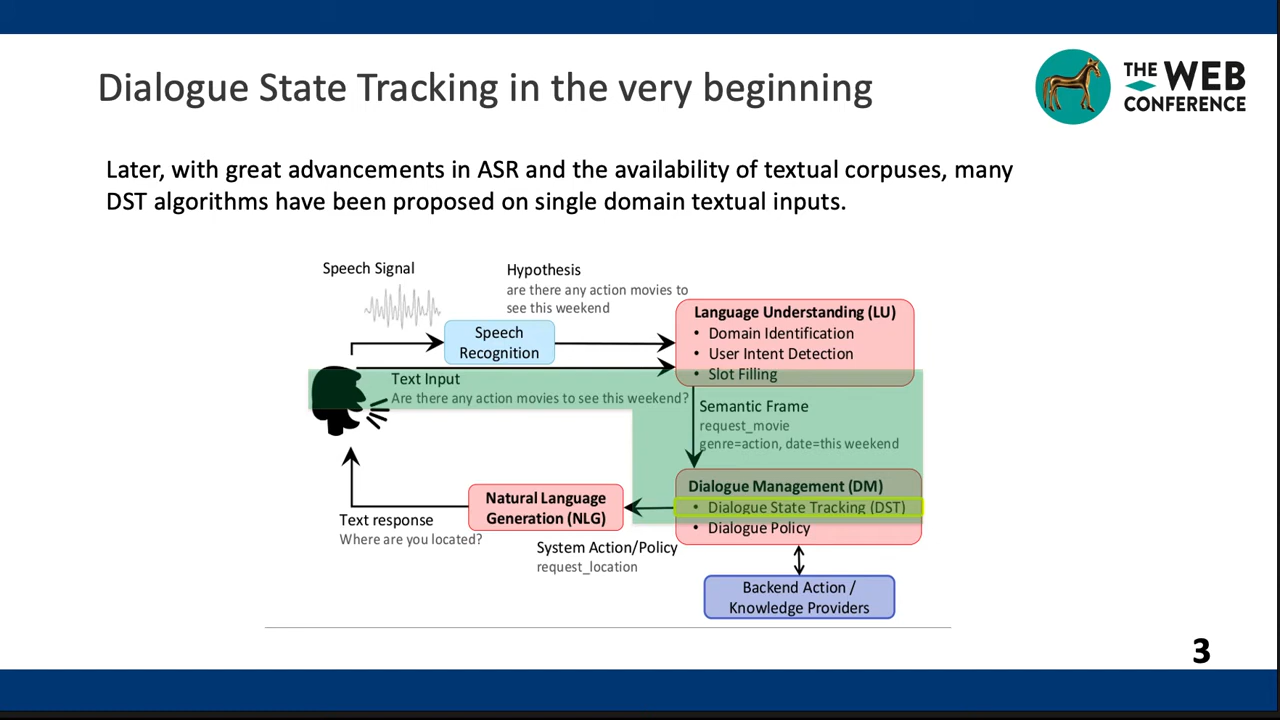 Dialogue State Tracking in the very beginning
THE WEB
CONFERENCE
Later, with great advancements in ASR and the availability of textual corpuses, many
DST algorithms have been proposed on single domain textual inputs.
Speech Signal
Hypothesis
are there any action movies to
see this weekend
Speech
Recognition
Language Understanding (LU)
• Domain Identification
• User Intent Detection
• Slot Filling
Text Input
Are there any action movies to see this weekend?
Semantic Frame
request_movie
genre=action, date=this weekend
Dialogue Management (DM)
• Dialogue State Tracking (DST)
• Dialogue Policy
Natural Language
Generation (NLG)
Text response
Where are you located?
System Action/Policy
request_location
Backend Action /
Knowledge Providers
3